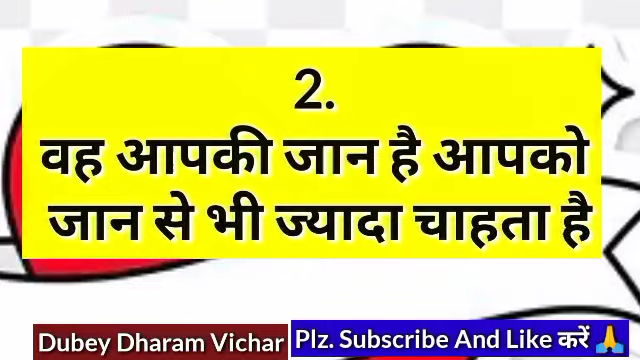 2.
वह आपकी जान है आपको
जान से भी ज्यादा चाहता है
Dubey Dharam Vichar
Plz. Subscribe And Like करें 🙏